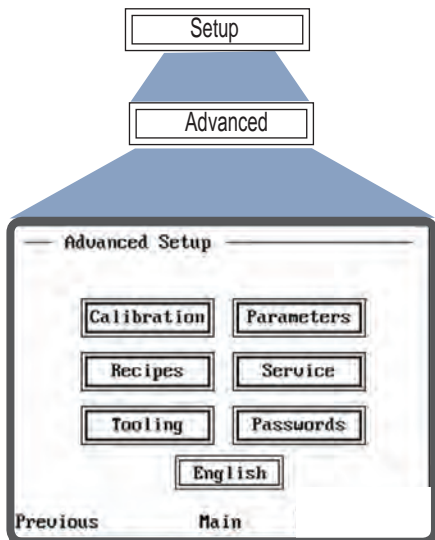 Setup
Advanced
Advanced Setup
Calibration Parameters
Recipes Service
Tooling Passwords
English
Previous Main